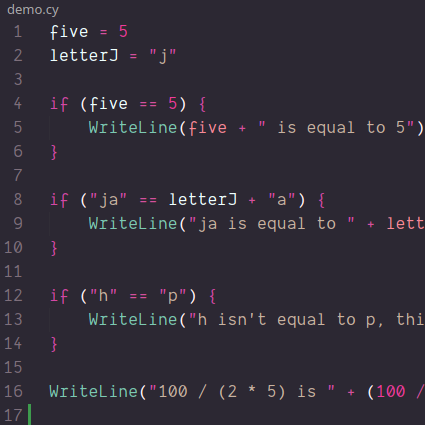 demo.cy
1 five = 5
2 letterJ = "j"
3
4 if (five == 5) {
5     WriteLine(five + " is equal to 5")
6 }
7
8 if ("ja" == letterJ + "a") {
9     WriteLine("ja is equal to " + lett
10 }
11
12 if ("h" == "p") {
13     WriteLine("h isn't equal to p, thi
14 }
15
16 WriteLine("100 / (2 * 5) is " + (100 /
17